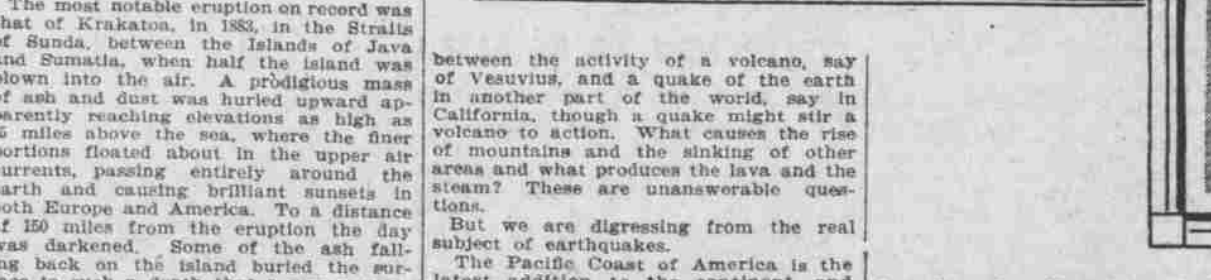 The most notable eruption on record was
that of Krakatoa, in 1883, in the Straits
of Sunda, between the Islands of Java
and Sumatla, when half the island was
blown into the air. A prodigious mass
of ash and dust was hurled upward ap-
parently reaching elevations as high as
miles above the sea, where the finer
portions floated about in the upper air
currents, passing entirely around the
earth and causing brilliant sunsets in
both Europe and America. To a distance
of 150 miles from the eruption the day
was darkened. Some of the ash fall-
ing back on the island buried the sur-
between the activity of a volcano, say
of Vesuvius, and a quake of the earth
in another part of the world, say in
California, though a quake might stir a
volcano to action. What causes the rise
of mountains and the sinking of other
areas and what produces the lava and the
steam? These are unanswerable ques-
tions.
But we are digressing from the real
subject of earthquakes.
The Pacific Coast of America is the
latest addition to the continent and